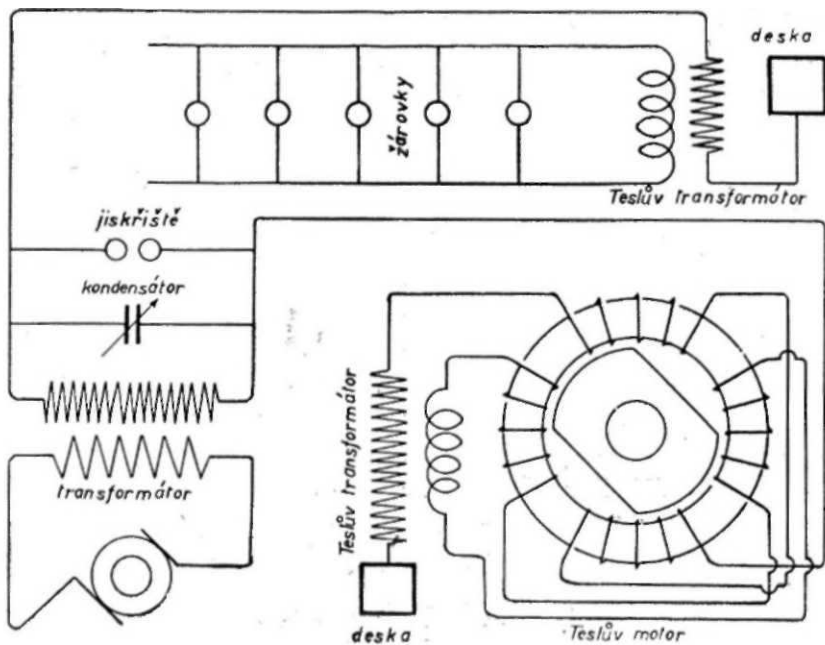 deska
žárovky
Teslův transformátor
jiskřiště
kondensátor
Teslův transformátor
transformátor
deska
Teslův motor